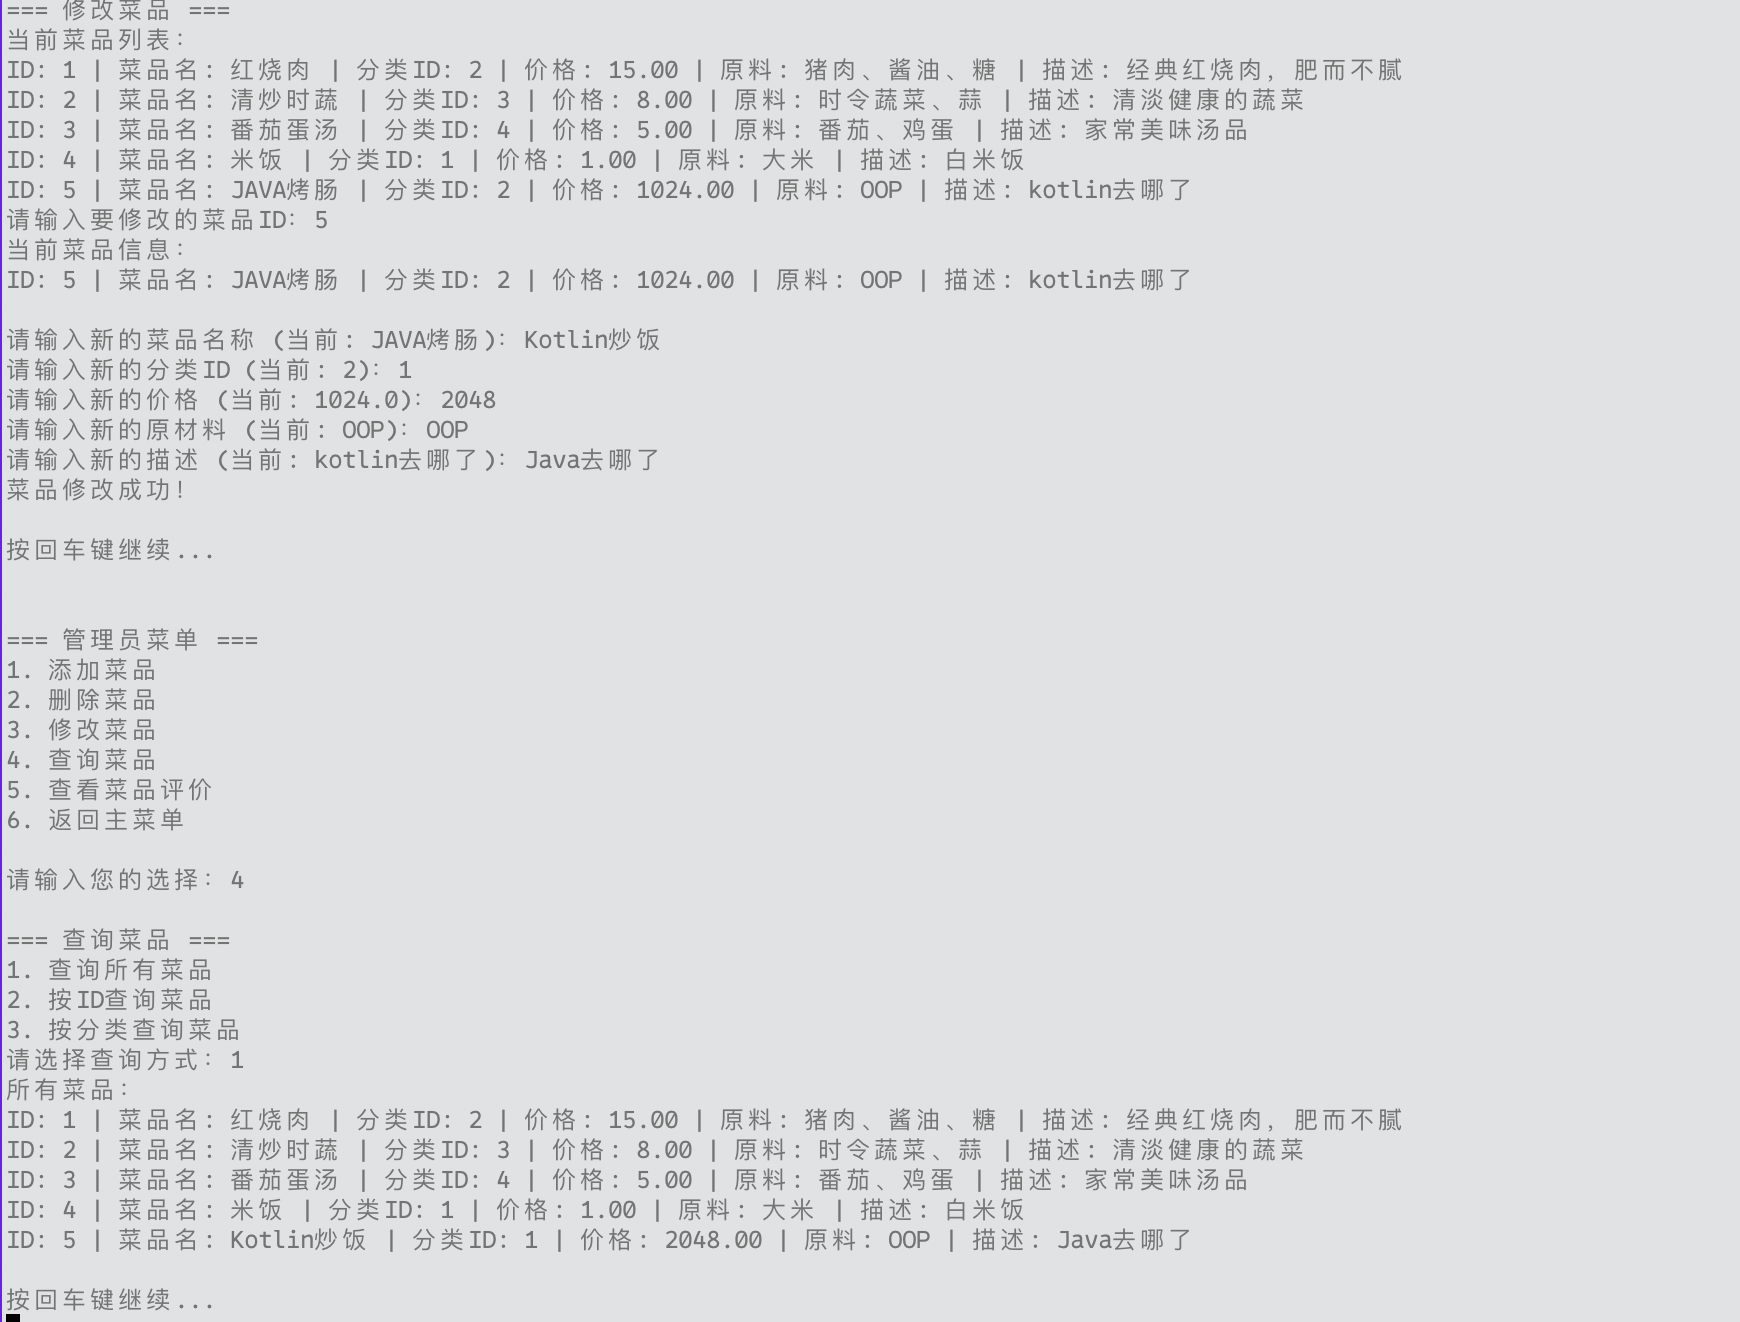 === 修改菜品 ===
当前菜品列表：
ID: 1 | 菜品名: 红烧肉 | 分类ID: 2 | 价格: 15.00 | 原料: 猪肉、酱油、糖 | 描述: 经典红烧肉，肥而不腻
ID: 2 | 菜品名: 清炒时蔬 | 分类ID: 3 | 价格: 8.00 | 原料: 时令蔬菜、蒜 | 描述: 清淡健康的蔬菜
ID: 3 | 菜品名: 番茄蛋汤 | 分类ID: 4 | 价格: 5.00 | 原料: 番茄、鸡蛋 | 描述: 家常美味汤品
ID: 4 | 菜品名: 米饭 | 分类ID: 1 | 价格: 1.00 | 原料: 大米 | 描述: 白米饭
ID: 5 | 菜品名: JAVA烤肠 | 分类ID: 2 | 价格: 1024.00 | 原料: OOP | 描述: kotlin去哪了
请输入要修改的菜品ID：5
当前菜品信息：
ID: 5 | 菜品名: JAVA烤肠 | 分类ID: 2 | 价格: 1024.00 | 原料: OOP | 描述: kotlin去哪了

请输入新的菜品名称 (当前: JAVA烤肠)：Kotlin炒饭
请输入新的分类ID (当前: 2)：1
请输入新的价格 (当前: 1024.0)：2048
请输入新的原材料 (当前: OOP)：OOP
请输入新的描述 (当前: kotlin去哪了)：Java去哪了
菜品修改成功！

按回车键继续...

=== 管理员菜单 ===
1. 添加菜品
2. 删除菜品
3. 修改菜品
4. 查询菜品
5. 查看菜品评价
6. 返回主菜单

请输入您的选择：4

=== 查询菜品 ===
1. 查询所有菜品
2. 按ID查询菜品
3. 按分类查询菜品
请选择查询方式：1
所有菜品：
ID: 1 | 菜品名: 红烧肉 | 分类ID: 2 | 价格: 15.00 | 原料: 猪肉、酱油、糖 | 描述: 经典红烧肉，肥而不腻
ID: 2 | 菜品名: 清炒时蔬 | 分类ID: 3 | 价格: 8.00 | 原料: 时令蔬菜、蒜 | 描述: 清淡健康的蔬菜
ID: 3 | 菜品名: 番茄蛋汤 | 分类ID: 4 | 价格: 5.00 | 原料: 番茄、鸡蛋 | 描述: 家常美味汤品
ID: 4 | 菜品名: 米饭 | 分类ID: 1 | 价格: 1.00 | 原料: 大米 | 描述: 白米饭
ID: 5 | 菜品名: Kotlin炒饭 | 分类ID: 1 | 价格: 2048.00 | 原料: OOP | 描述: Java去哪了

按回车键继续...